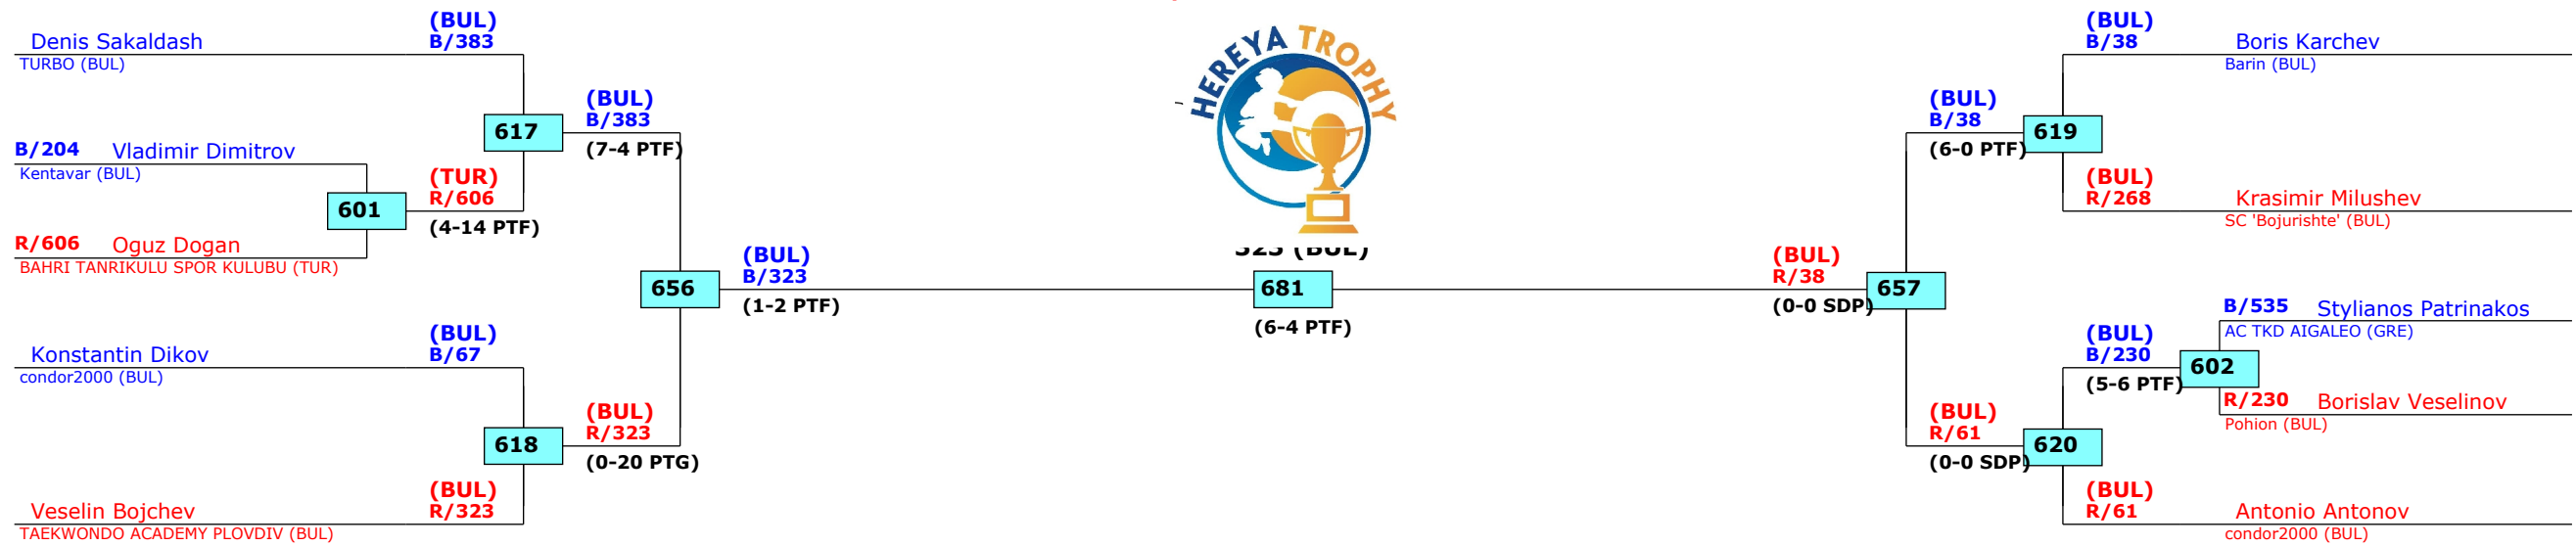 (BUL)
B/383
Denis Sakaldash
TURBO (BUL)
(BUL)
B/383
617
(7-4 PTF)
B/204 Vladimir Dimitrov
Kentavar (BUL)
(TUR)
R/606
601
(4-14 PTF)
R/606 Oguz Dogan
BAHRI TANRIKULU SPOR KULUBU (TUR)
(BUL)
B/323
656
(1-2 PTF)
(BUL)
B/67
Konstantin Dikov
condor2000 (BUL)
(BUL)
R/323
618
(0-20 PTG)
(BUL)
R/323
Veselin Bojchev
TAEKWONDO ACADEMY PLOVDIV (BUL)
HEREYA TROPHY
323 (BUL)
681
(6-4 PTF)
(BUL)
R/38
657
(0-0 SDP)
(BUL)
B/38
Boris Karchev
Barin (BUL)
(BUL)
B/38
619
(6-0 PTF)
(BUL)
R/268
Krasimir Milushev
SC 'Bojurishte' (BUL)
B/535 Stylianos Patrinakos
AC TKD AIGALEO (GRE)
(BUL)
B/230
602
(5-6 PTF)
R/230 Borislav Veselinov
Pohion (BUL)
(BUL)
R/61
620
(0-0 SDP)
(BUL)
R/61
Antonio Antonov
condor2000 (BUL)